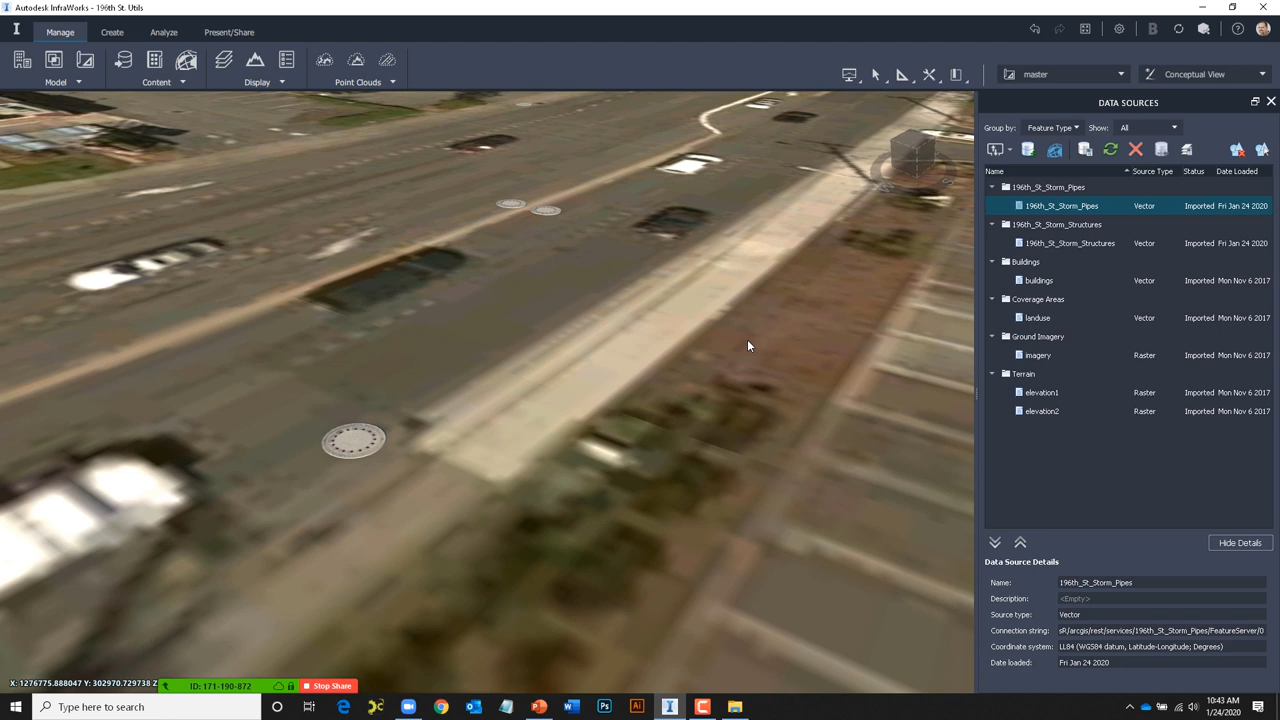 Autodesk InfraWorks - 196th St. Utils
Manage
Create
Analyze
Present/Share
Model
Content
Display
Point Clouds
master
Conceptual View
DATA SOURCES
Group by:
Feature Type
Show:
All
Name
Source Type
Status
Date Loaded
196th_St_Storm_Pipes
196th_St_Storm_Pipes
Vector
Imported
Fri Jan 24 2020
196th_St_Storm_Structures
196th_St_Storm_Structures
Vector
Imported
Fri Jan 24 2020
Buildings
buildings
Vector
Imported
Mon Nov 6 2017
Coverage Areas
landuse
Vector
Imported
Mon Nov 6 2017
Ground Imagery
imagery
Raster
Imported
Mon Nov 6 2017
Terrain
elevation1
Raster
Imported
Mon Nov 6 2017
elevation2
Raster
Imported
Mon Nov 6 2017
Hide Details
Data Source Details
Name:
196th_St_Storm_Pipes
Description:
<Empty>
Source type:
Vector
Connection string:
sR/arcgis/rest/services/196th_St_Storm_Pipes/FeatureServer/0
Coordinate system:
LL84 (WGS84 datum, Latitude-Longitude; Degrees)
Date loaded:
Fri Jan 24 2020
X: 1276775.888047 Y: 302970.729738 Z
ID: 171-190-872
Stop Share
Type here to search
10:43 AM
1/24/2020